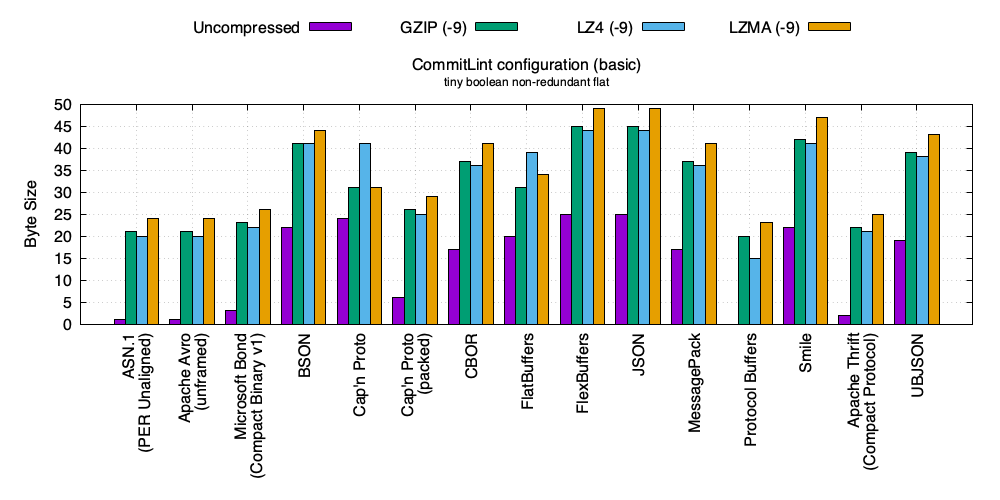 Uncompressed GZIP (-9) LZ4 (-9) LZMA (-9)
CommitLint configuration (basic)
tiny boolean non-redundant flat
Byte Size
50
45
40
35
30
25
20
15
10
5
0
ASN.1
(PER Unaligned)
Apache Avro
(unframed)
Microsoft Bond
(Compact Binary v1)
BSON
Cap'n Proto
Cap'n Proto
(packed)
CBOR
FlatBuffers
FlexBuffers
JSON
MessagePack
Protocol Buffers
Smile
Apache Thrift
(Compact Protocol)
UBJSON